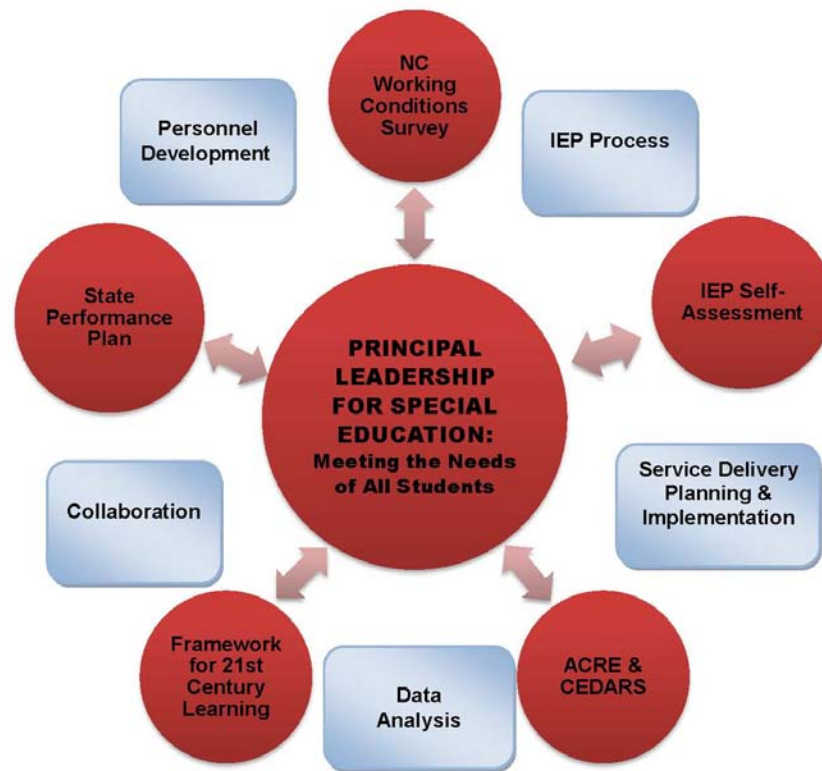 NC
Working
Conditions
Survey
Personnel
Development
IEP Process
State
Performance
Plan
IEP Self-
Assessment
PRINCIPAL
LEADERSHIP
FOR SPECIAL
EDUCATION:
Meeting the Needs
of All Students
Collaboration
Service Delivery
Planning &
Implementation
Framework
for 21st
Century
Learning
Data
Analysis
ACRE &
CEDARS